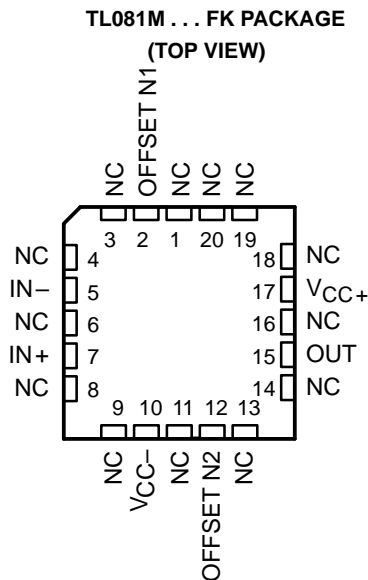 TL081M . . . FK PACKAGE
(TOP VIEW)
NC
OFFSET N1
NC
NC
NC
3 2 1 20 19
NC 4
IN− 5
NC 6
IN+ 7
NC 8
18 NC
17 VCC+
16 NC
15 OUT
14 NC
9 10 11 12 13
NC
VCC−
NC
OFFSET N2
NC